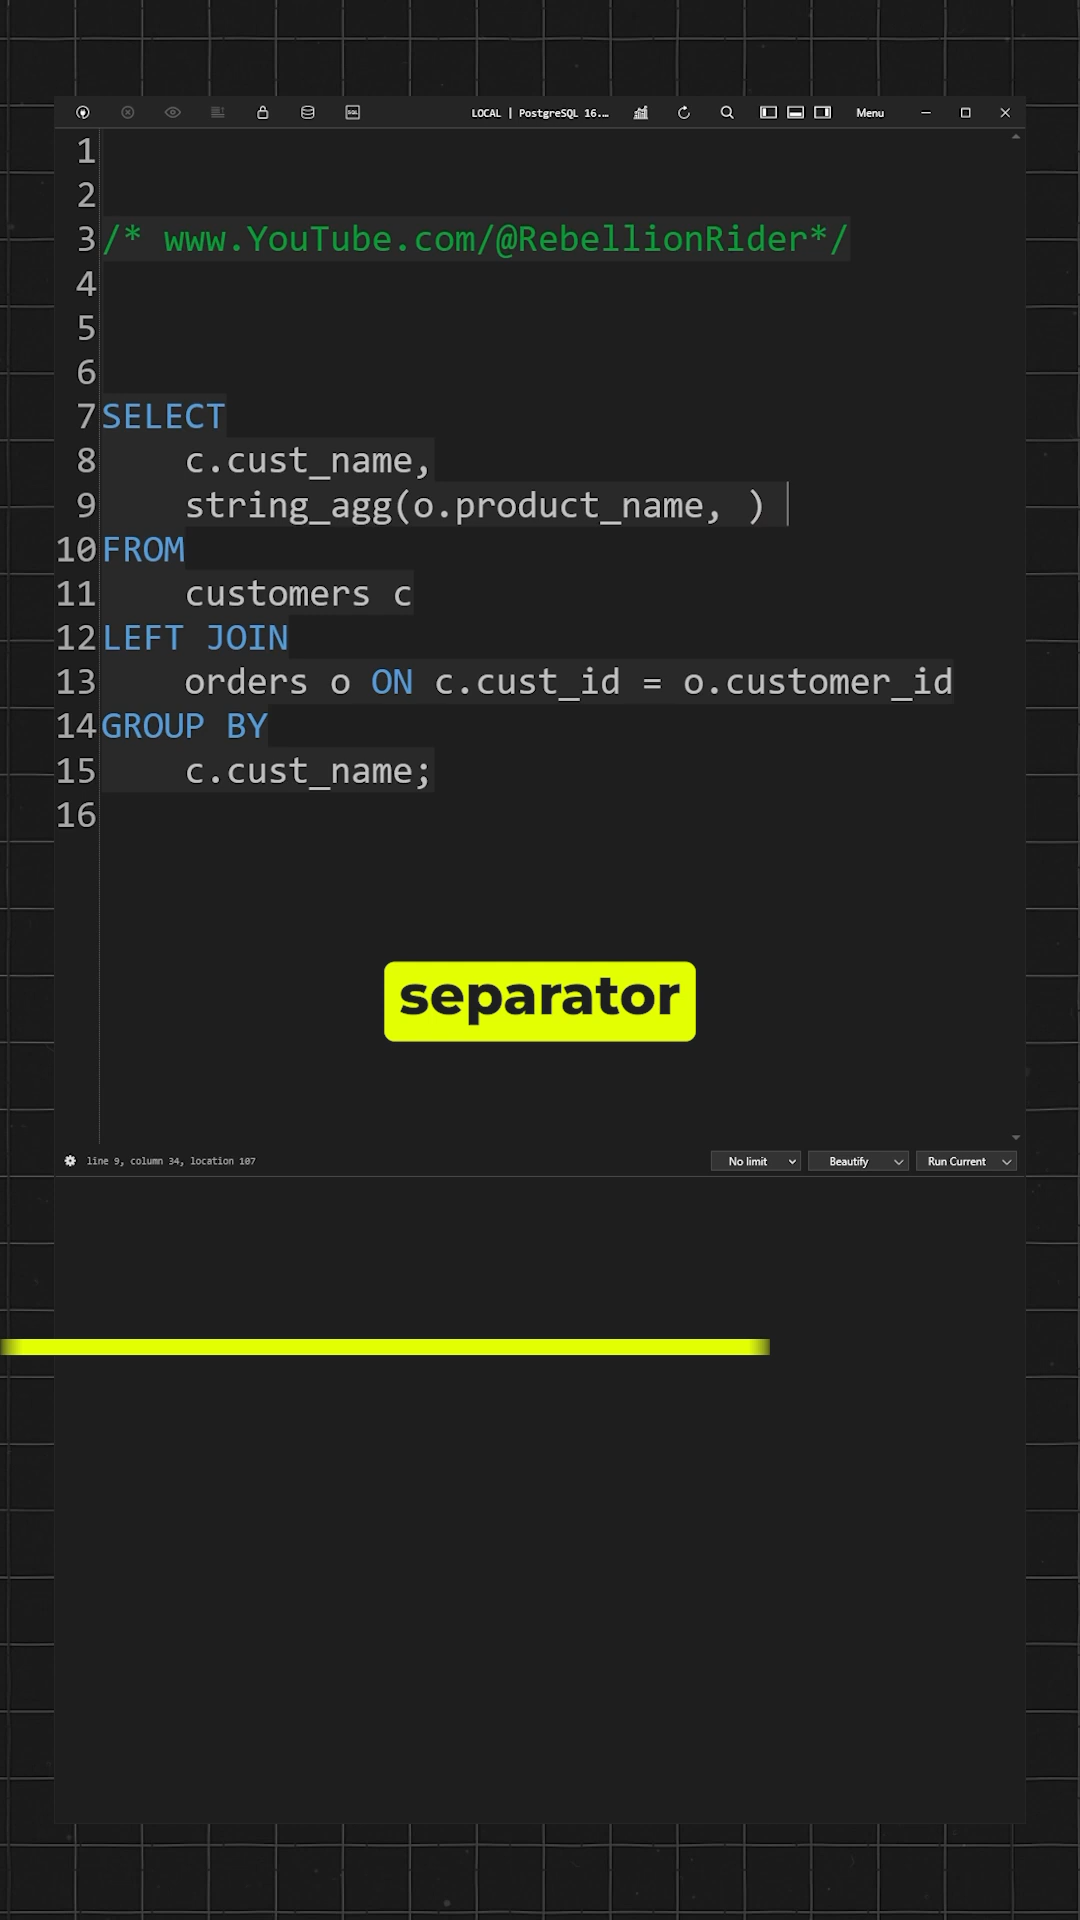 LOCAL | PostgreSQL 16...
Menu
1
2
3 /* www.YouTube.com/@RebellionRider*/
4
5
6
7 SELECT
8 c.cust_name,
9 string_agg(o.product_name, )
10 FROM
11 customers c
12 LEFT JOIN
13 orders o ON c.cust_id = o.customer_id
14 GROUP BY
15 c.cust_name;
16
separator
line 9, column 34, location 107
No limit
Beautify
Run Current